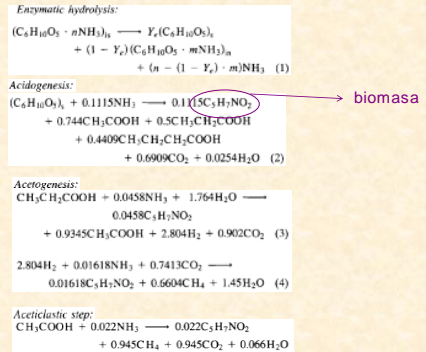 Enzymatic hydrolysis:
(C₆H₁₀O₅ · nNH₃)ᵢₛ ⟶ Yₑ(C₆H₁₀O₅)ₛ
+ (1 − Yₑ)(C₆H₁₀O₅ · mNH₃)ᵢₙ
+ (n − (1 − Yₑ) · m)NH₃ (1)
Acidogenesis:
(C₆H₁₀O₅)ₛ + 0.1115NH₃ ⟶ 0.1115C₅H₇NO₂
biomasa
+ 0.744CH₃COOH + 0.5CH₃CH₂COOH
+ 0.4409CH₃CH₂CH₂COOH
+ 0.6909CO₂ + 0.0254H₂O (2)
Acetogenesis:
CH₃CH₂COOH + 0.0458NH₃ + 1.764H₂O ⟶
0.0458C₅H₇NO₂
+ 0.9345CH₃COOH + 2.804H₂ + 0.902CO₂ (3)
2.804H₂ + 0.01618NH₃ + 0.7413CO₂ ⟶
0.01618C₅H₇NO₂ + 0.6604CH₄ + 1.45H₂O (4)
Aceticlastic step:
CH₃COOH + 0.022NH₃ ⟶ 0.022C₅H₇NO₂
+ 0.945CH₄ + 0.945CO₂ + 0.066H₂O